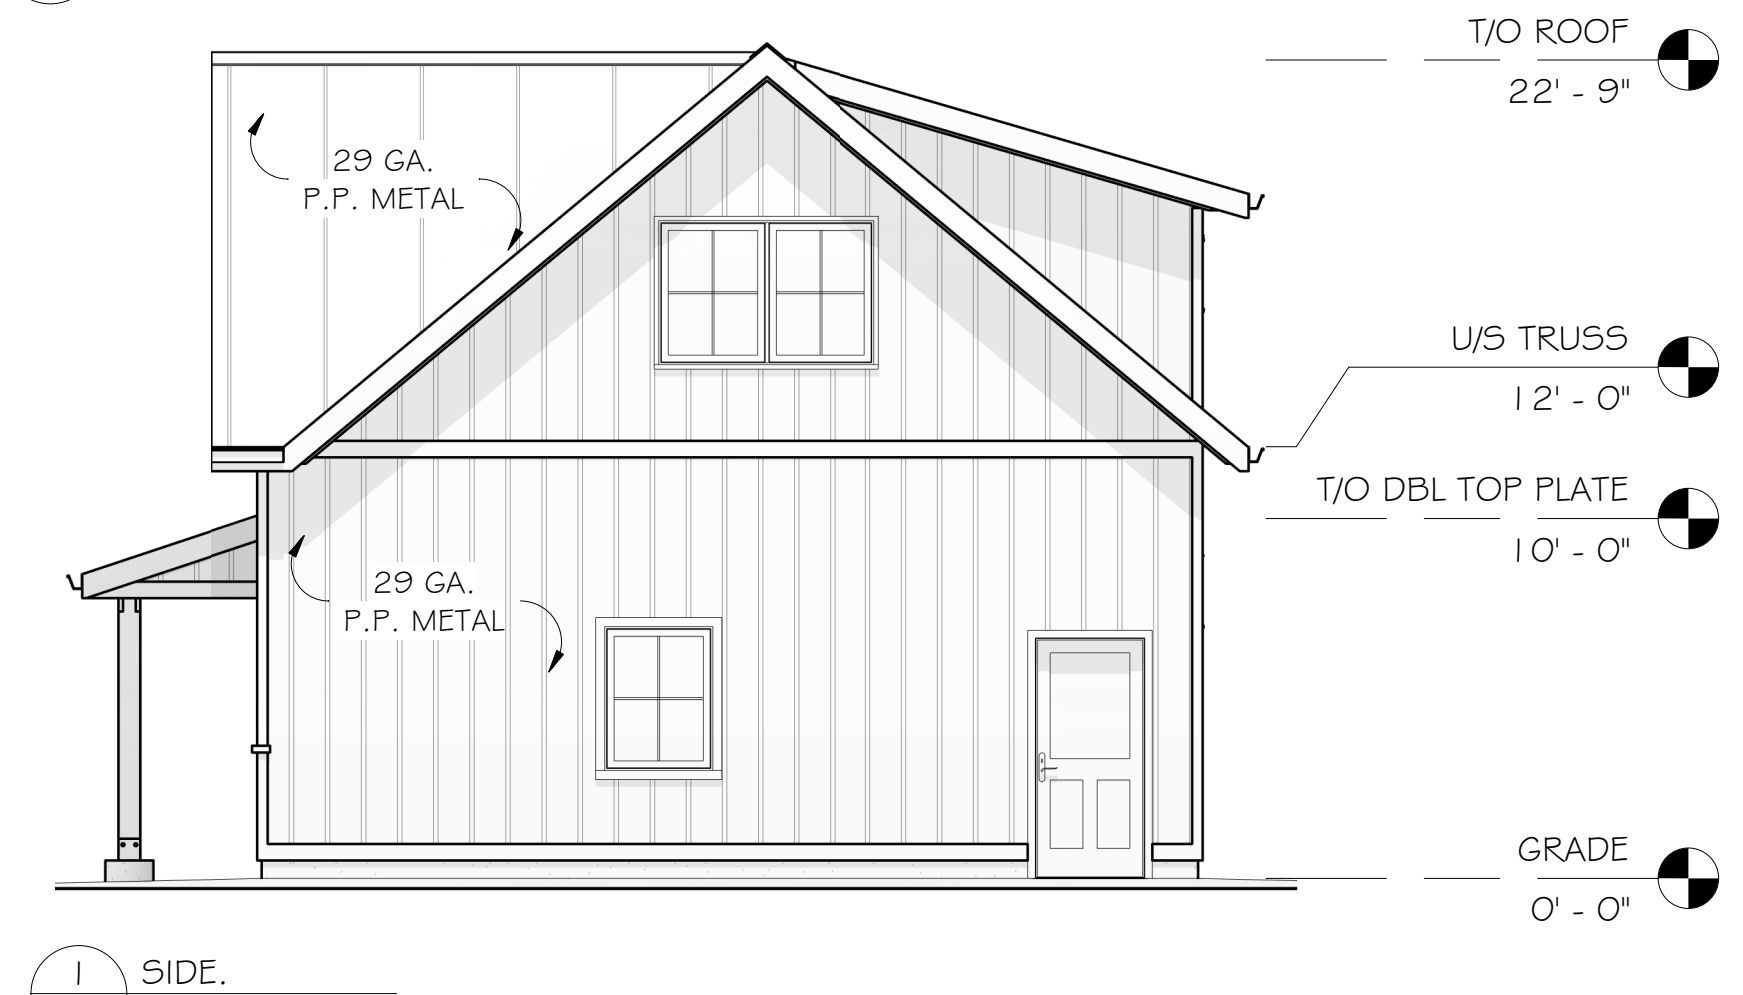 T/O ROOF
22' - 9"
29 GA.
P.P. METAL
U/S TRUSS
12' - 0"
T/O DBL TOP PLATE
10' - 0"
29 GA.
P.P. METAL
GRADE
0' - 0"
1 SIDE.